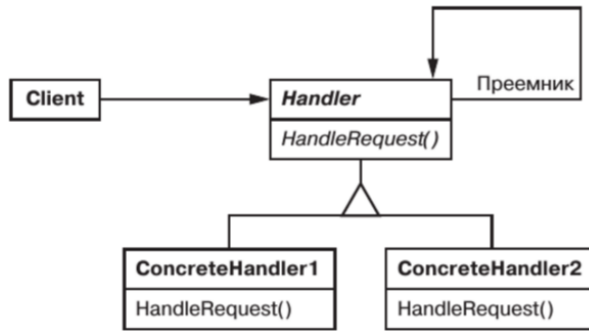 Client
Handler
Преемник
HandleRequest()
ConcreteHandler1
ConcreteHandler2
HandleRequest()
HandleRequest()